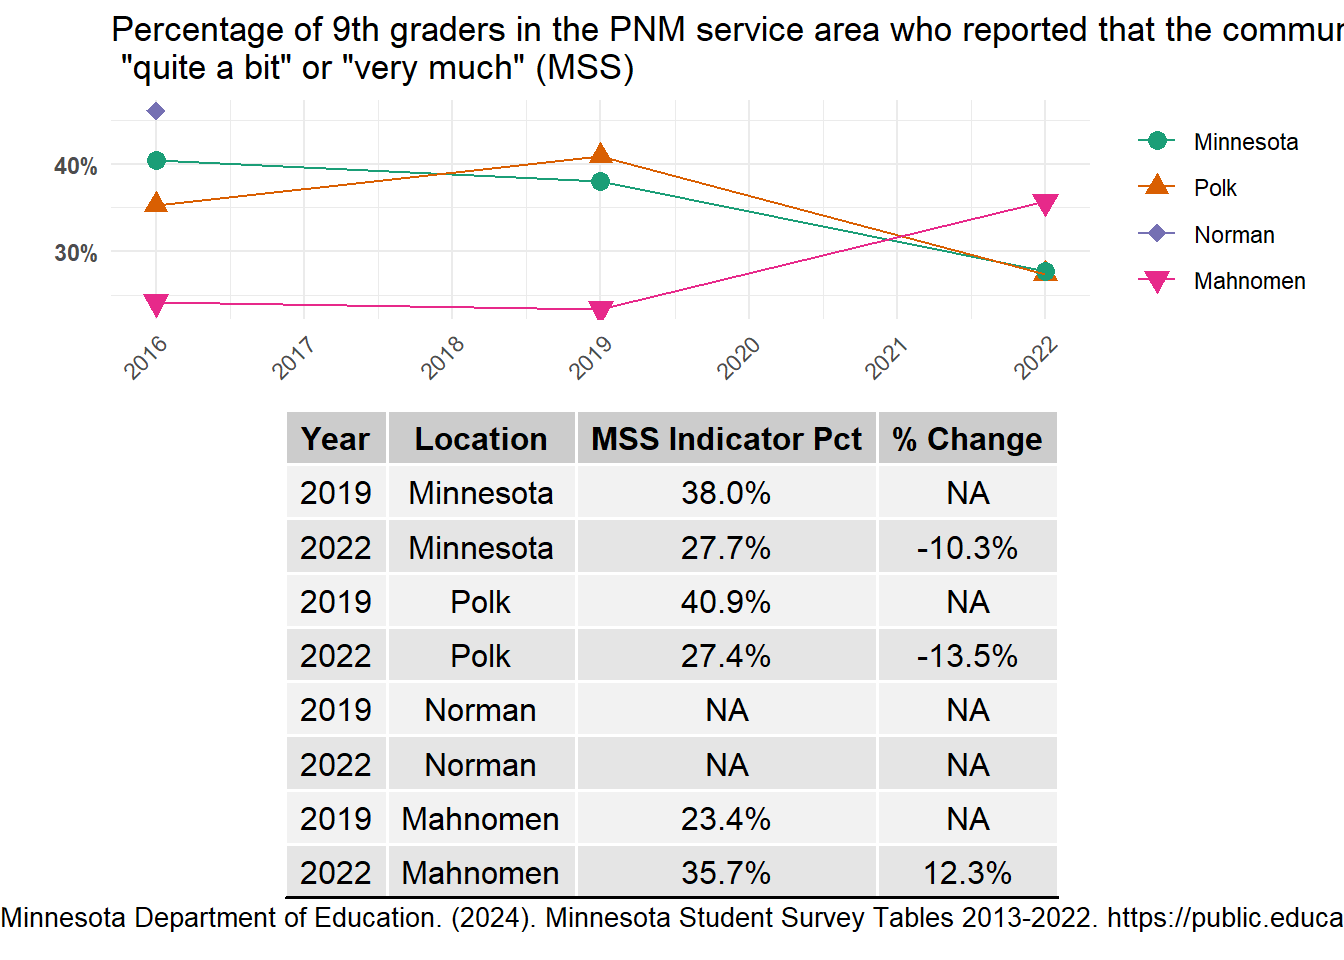 Percentage of 9th graders in the PNM service area who reported that the
"quite a bit" or "very much" (MSS)
40%
30%
2016 2017 2018 2019 2020 2021 2022
Minnesota
Polk
Norman
Mahnomen
Year Location MSS Indicator Pct % Change
2019 Minnesota 38.0% NA
2022 Minnesota 27.7% -10.3%
2019 Polk 40.9% NA
2022 Polk 27.4% -13.5%
2019 Norman NA NA
2022 Norman NA NA
2019 Mahnomen 23.4% NA
2022 Mahnomen 35.7% 12.3%
Minnesota Department of Education. (2024). Minnesota Student Survey Tables 2013-2022. https://public.educa